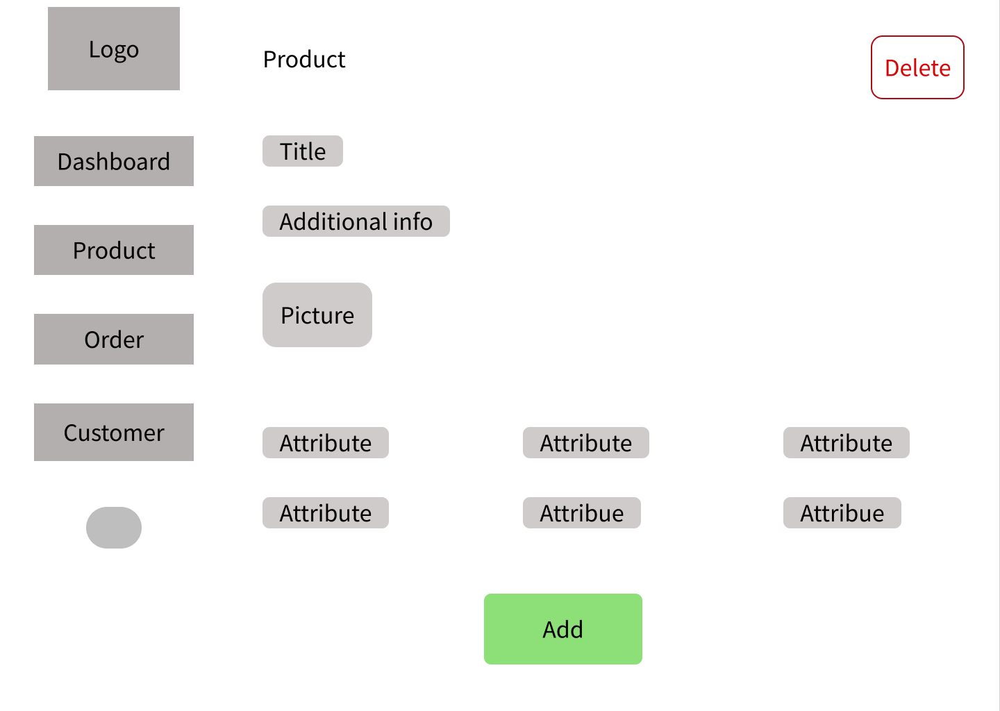 Logo
Dashboard
Product
Order
Customer
Product
Delete
Title
Additional info
Picture
Attribute
Attribute
Attribute
Attribute
Attribue
Attribue
Add